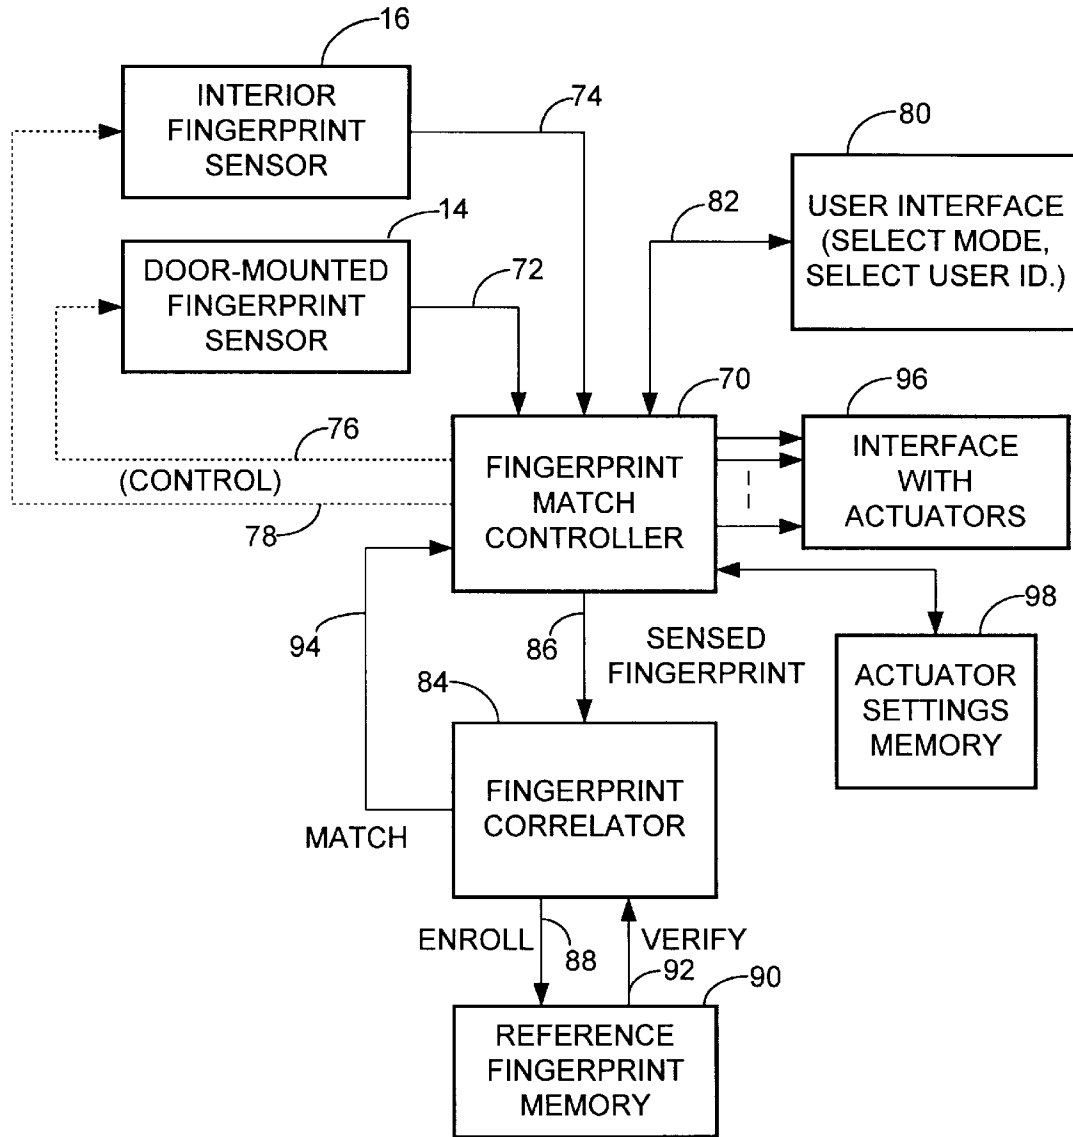 16
INTERIOR
FINGERPRINT
SENSOR
74
80
USER INTERFACE
(SELECT MODE,
SELECT USER ID.)
82
14
DOOR-MOUNTED
FINGERPRINT
SENSOR
72
70
96
INTERFACE
WITH
ACTUATORS
76
(CONTROL)
78
FINGERPRINT
MATCH
CONTROLLER
94
86
SENSED
FINGERPRINT
98
ACTUATOR
SETTINGS
MEMORY
84
FINGERPRINT
CORRELATOR
MATCH
ENROLL
88
VERIFY
92
90
REFERENCE
FINGERPRINT
MEMORY